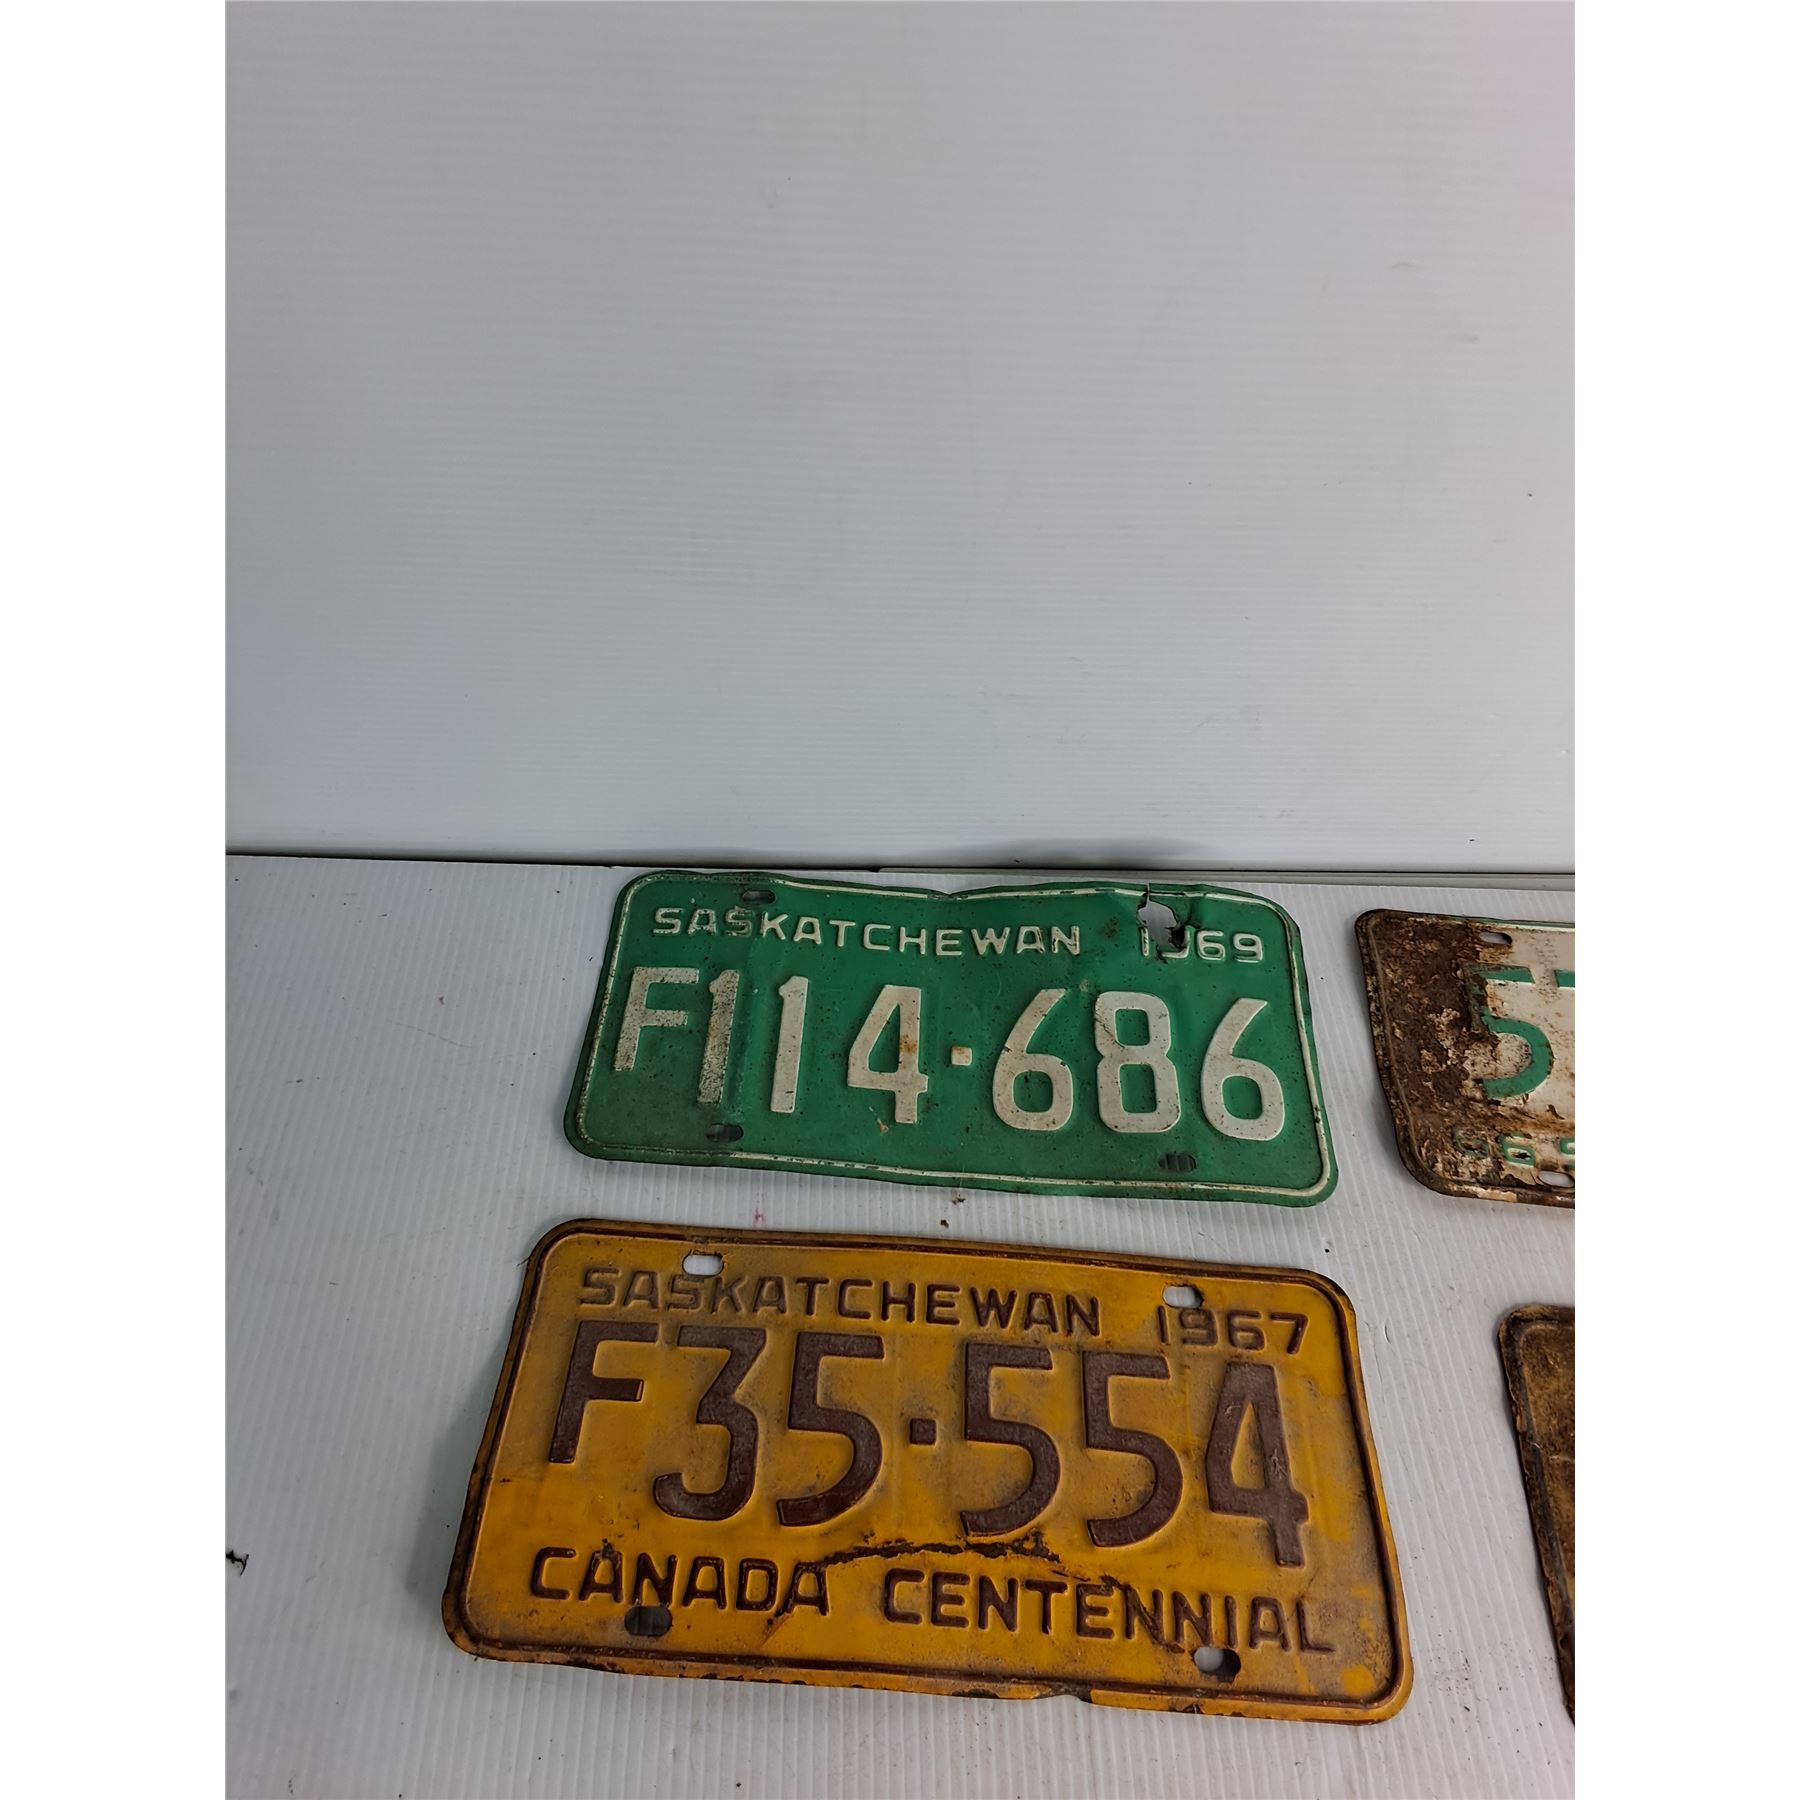 SASKATCHEWAN 1969
F114·686
SASKATCHEWAN 1967
F35·554
CANADA CENTENNIAL